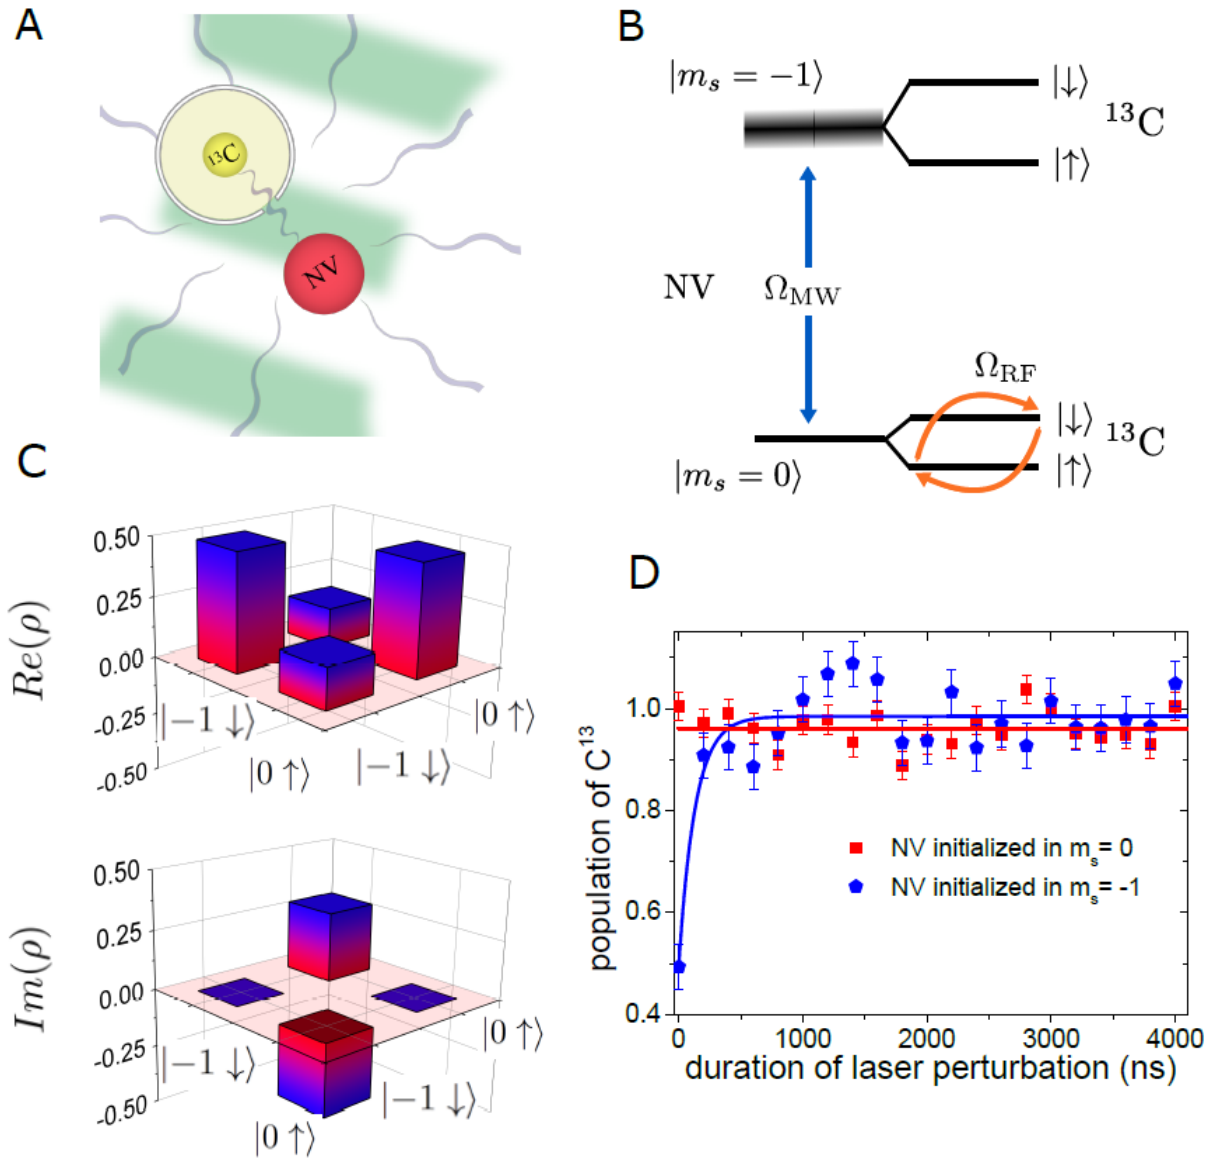 A
¹³C
NV
B
|mₛ = −1⟩
|↓⟩
¹³C
|↑⟩
NV
Ω_MW
Ω_RF
|↓⟩
¹³C
|↑⟩
|mₛ = 0⟩
C
Re(ρ)
0.50
0.25
0.00
-0.25
-0.50
|−1 ↓⟩
|0 ↑⟩
|−1 ↓⟩
|0 ↑⟩
Im(ρ)
0.50
0.25
0.00
-0.25
-0.50
|−1 ↓⟩
|0 ↑⟩
|−1 ↓⟩
|0 ↑⟩
D
population of C¹³
1.0
0.8
0.6
0.4
NV initialized in mₛ= 0
NV initialized in mₛ= -1
0 1000 2000 3000 4000
duration of laser perturbation (ns)